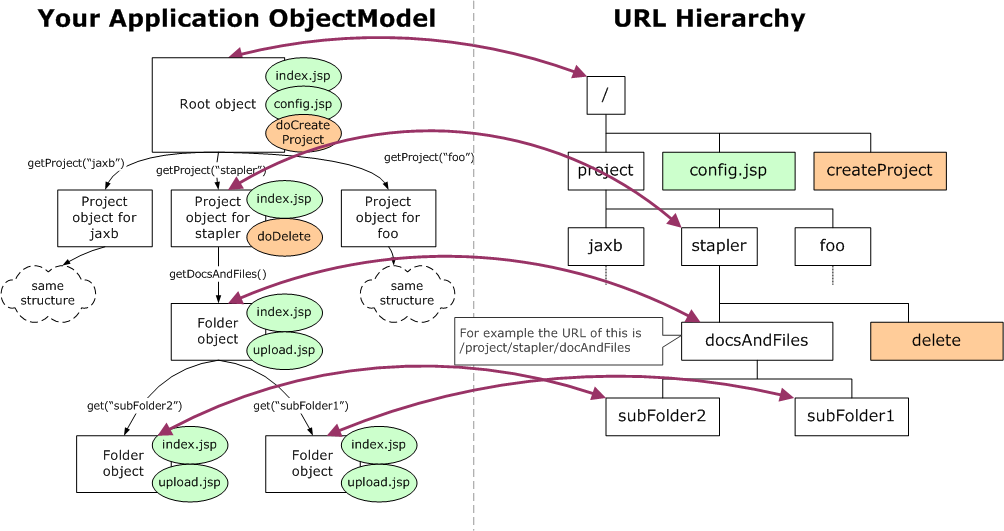 Your Application ObjectModel
URL Hierarchy
Root object
index.jsp
config.jsp
doCreate
Project
getProject("jaxb")
getProject("stapler")
getProject("foo")
Project
object for
jaxb
Project
object for
stapler
index.jsp
doDelete
Project
object for
foo
same
structure
getDocsAndFiles()
same
structure
Folder
object
index.jsp
upload.jsp
get("subFolder2")
get("subFolder1")
Folder
object
index.jsp
upload.jsp
Folder
object
index.jsp
upload.jsp
/
project
config.jsp
createProject
jaxb
stapler
foo
For example the URL of this is
/project/stapler/docAndFiles
docsAndFiles
delete
subFolder2
subFolder1